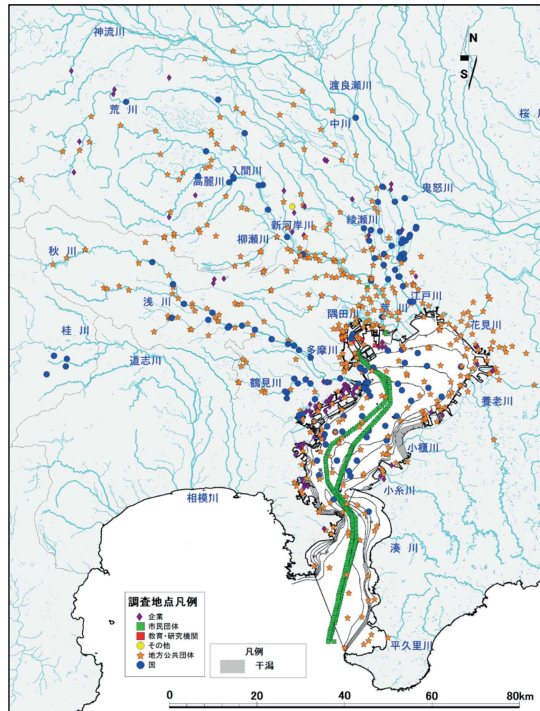 神流川
N
S
渡良瀬川
荒川
中川
桜
入間川
高麗川
鬼怒川
新河岸川
綾瀬川
柳瀬川
秋川
江戸川
荒川
浅川
隅田川
花見川
桂川
多摩川
道志川
鶴見川
養老川
小櫃川
小糸川
相模川
湊川
調査地点凡例
企業
市民団体
教育・研究機関
その他
地方公共団体
国
凡例
干潟
平久里川
0 20 40 60 80km